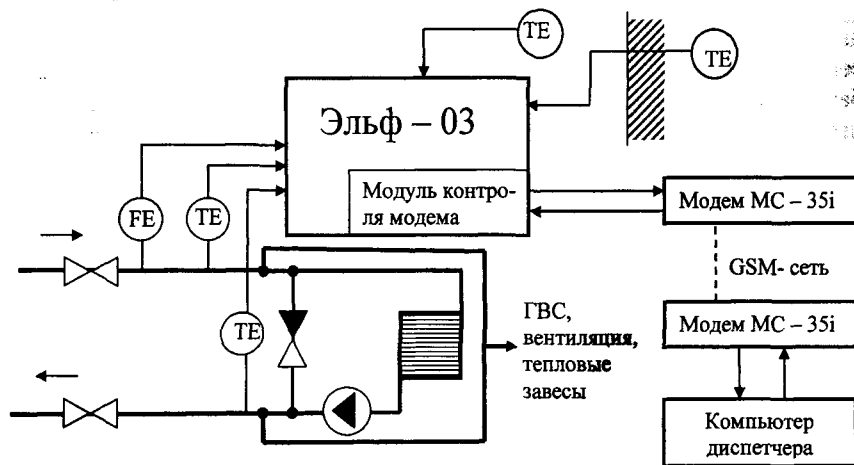 TE
TE
Эльф – 03
Модуль контро-
ля модема
FE
TE
TE
Модем МС – 35i
GSM- сеть
Модем МС – 35i
ГВС,
вентиляция,
тепловые
завесы
Компьютер
диспетчера